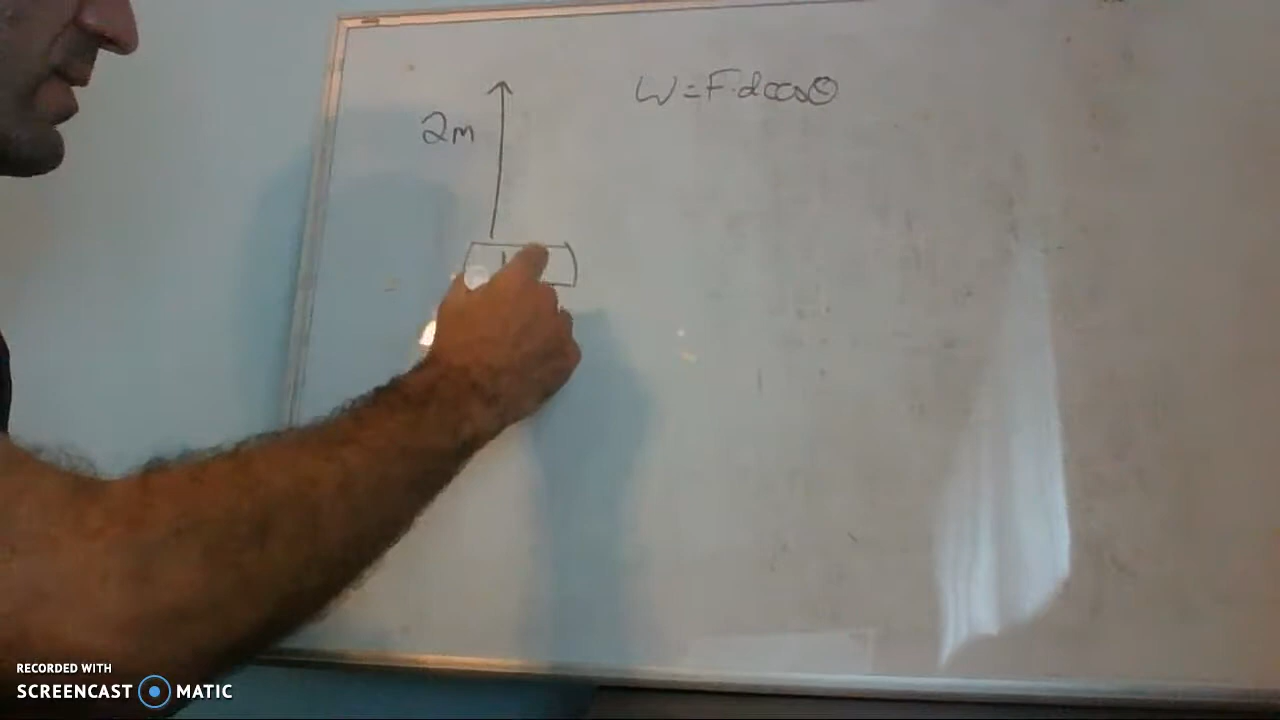 W = F·d cosθ
2m
RECORDED WITH
SCREENCAST MATIC